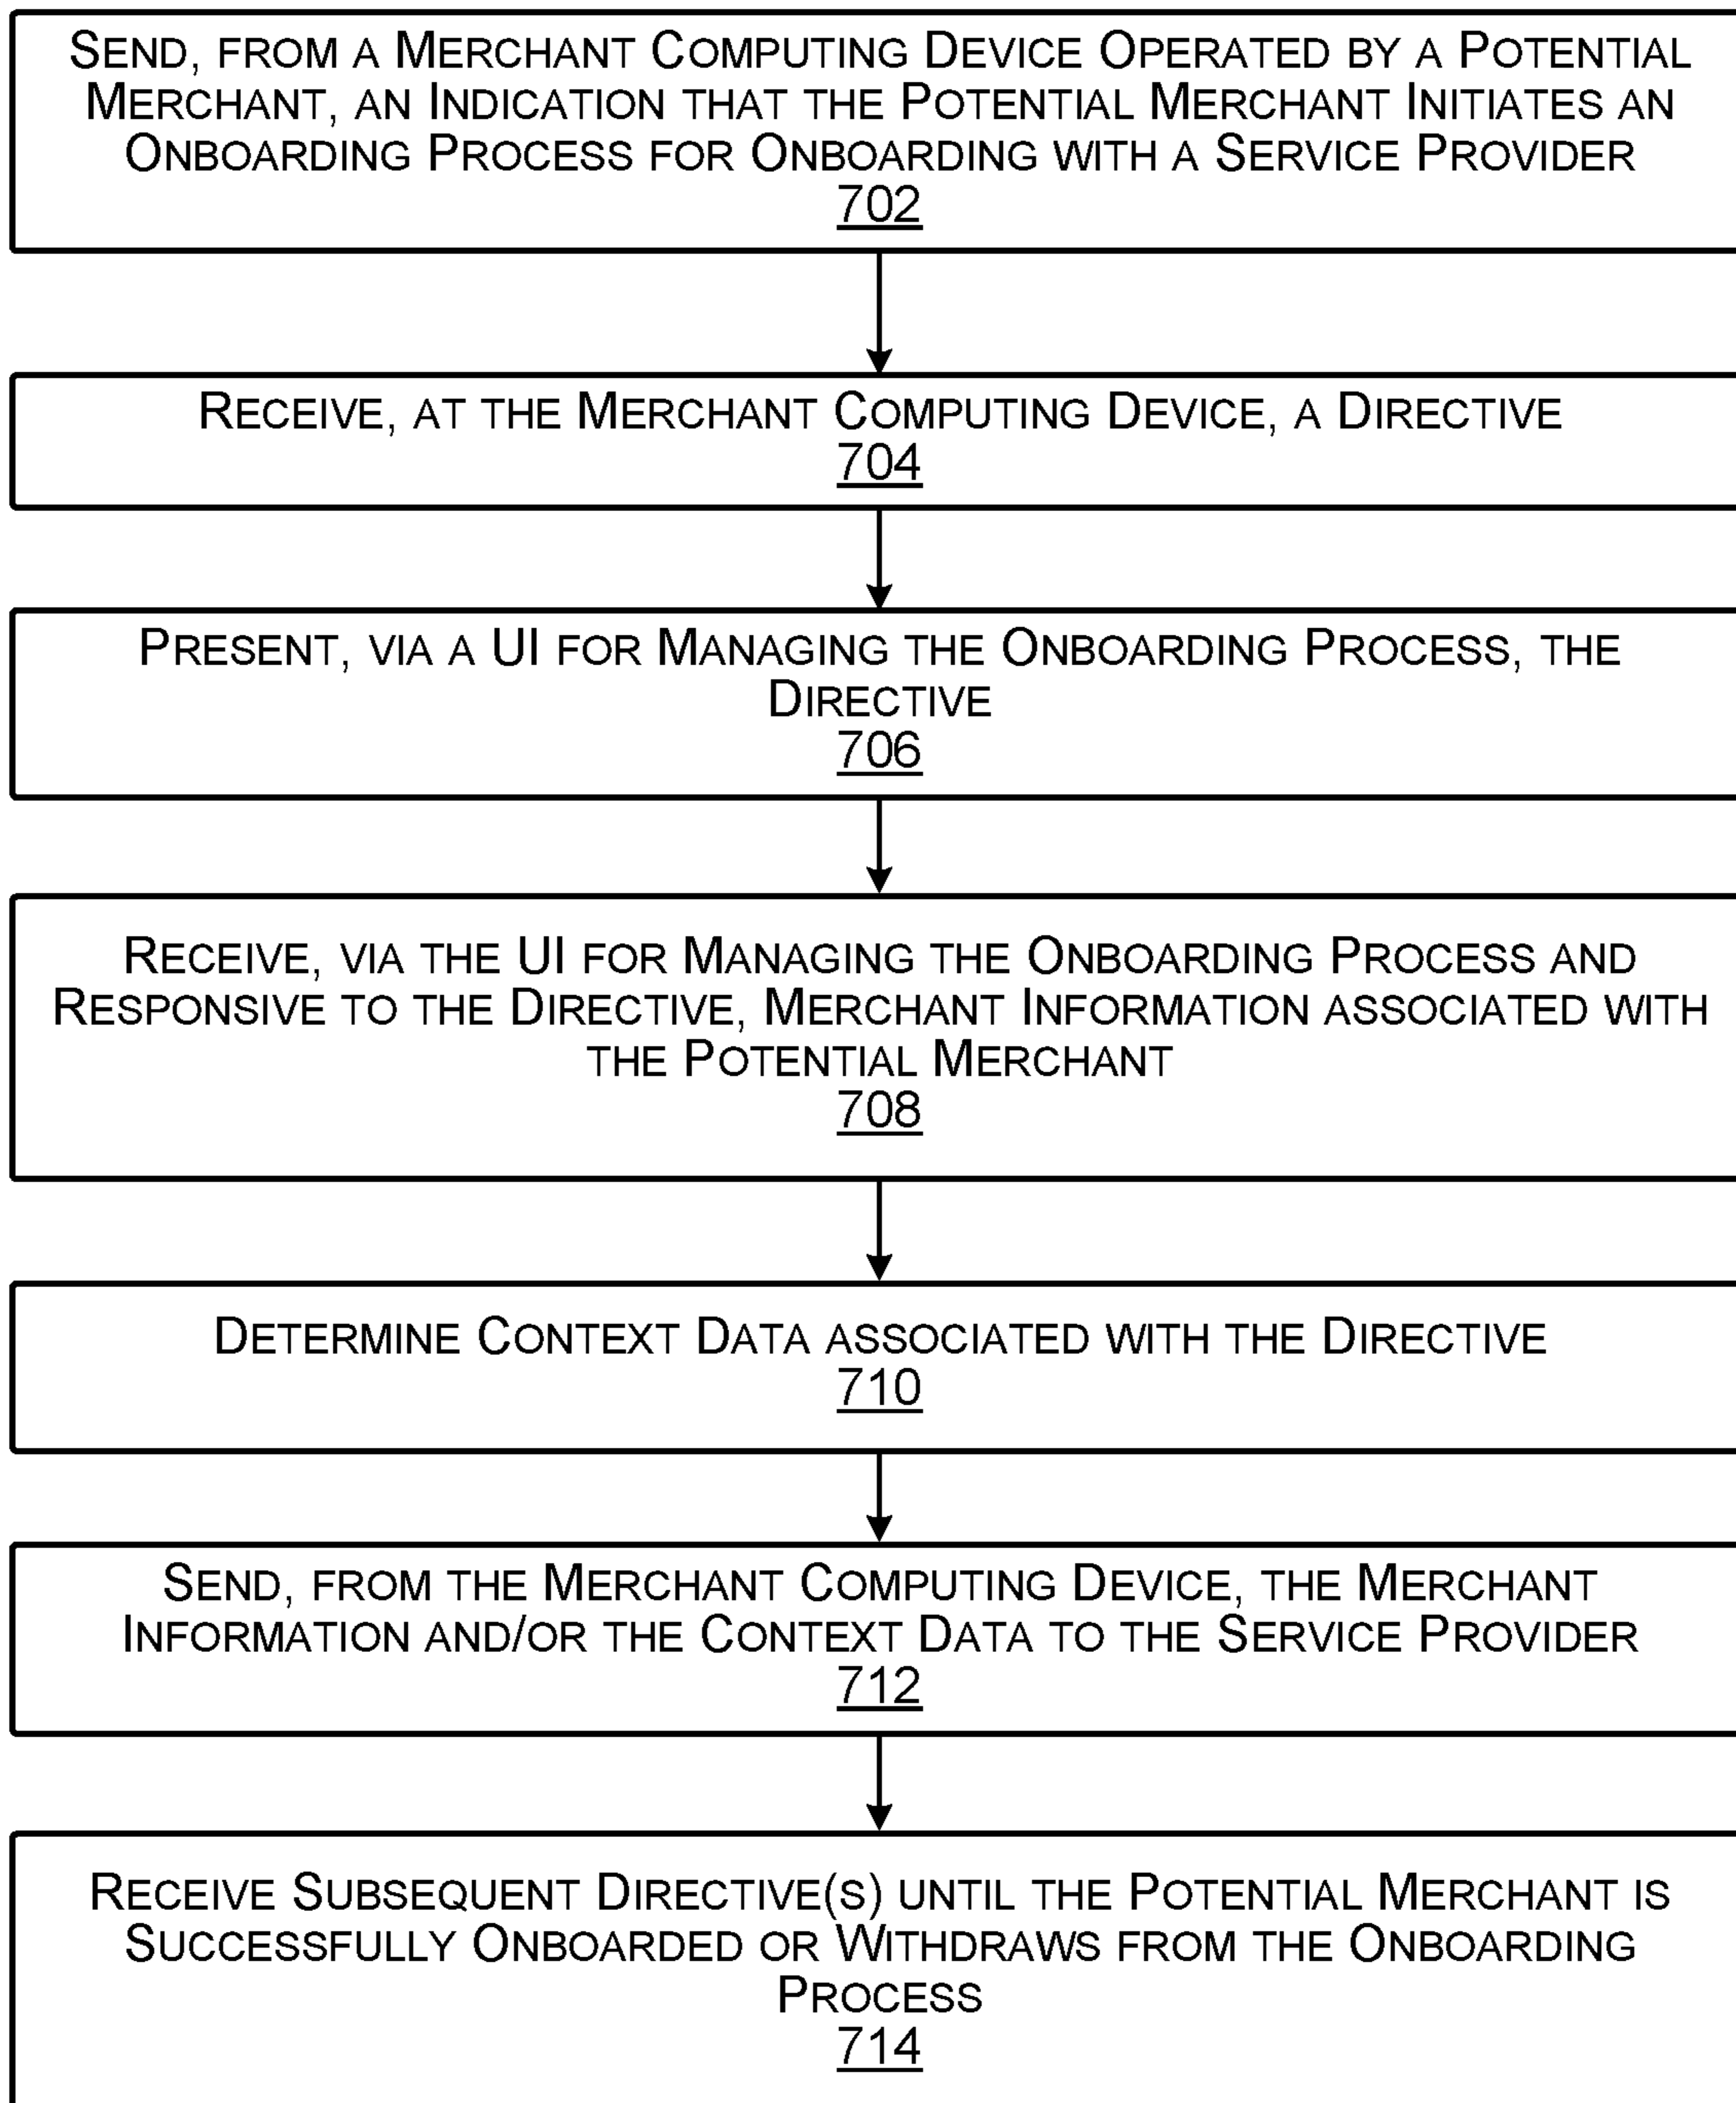 SEND, FROM A MERCHANT COMPUTING DEVICE OPERATED BY A POTENTIAL
MERCHANT, AN INDICATION THAT THE POTENTIAL MERCHANT INITIATES AN
ONBOARDING PROCESS FOR ONBOARDING WITH A SERVICE PROVIDER
702
RECEIVE, AT THE MERCHANT COMPUTING DEVICE, A DIRECTIVE
704
PRESENT, VIA A UI FOR MANAGING THE ONBOARDING PROCESS, THE
DIRECTIVE
706
RECEIVE, VIA THE UI FOR MANAGING THE ONBOARDING PROCESS AND
RESPONSIVE TO THE DIRECTIVE, MERCHANT INFORMATION ASSOCIATED WITH
THE POTENTIAL MERCHANT
708
DETERMINE CONTEXT DATA ASSOCIATED WITH THE DIRECTIVE
710
SEND, FROM THE MERCHANT COMPUTING DEVICE, THE MERCHANT
INFORMATION AND/OR THE CONTEXT DATA TO THE SERVICE PROVIDER
712
RECEIVE SUBSEQUENT DIRECTIVE(S) UNTIL THE POTENTIAL MERCHANT IS
SUCCESSFULLY ONBOARDED OR WITHDRAWS FROM THE ONBOARDING
PROCESS
714